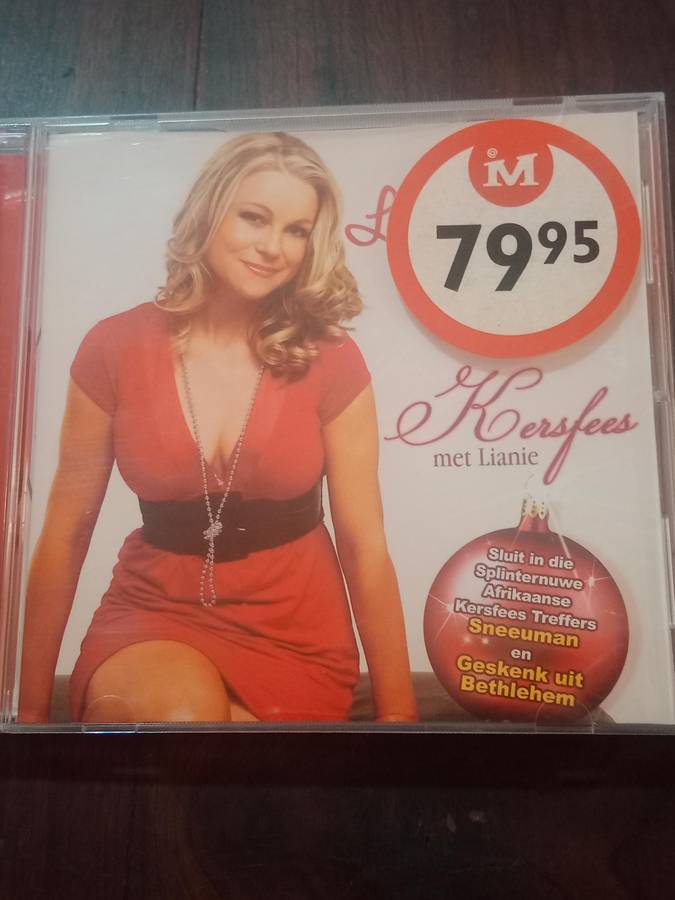 @
M
79 95
Kersfees
met Lianie
Sluit in die
Splinternuwe
Afrikaanse
Kersfees Treffers
Sneeuman
en
Geskenk uit
Bethlehem